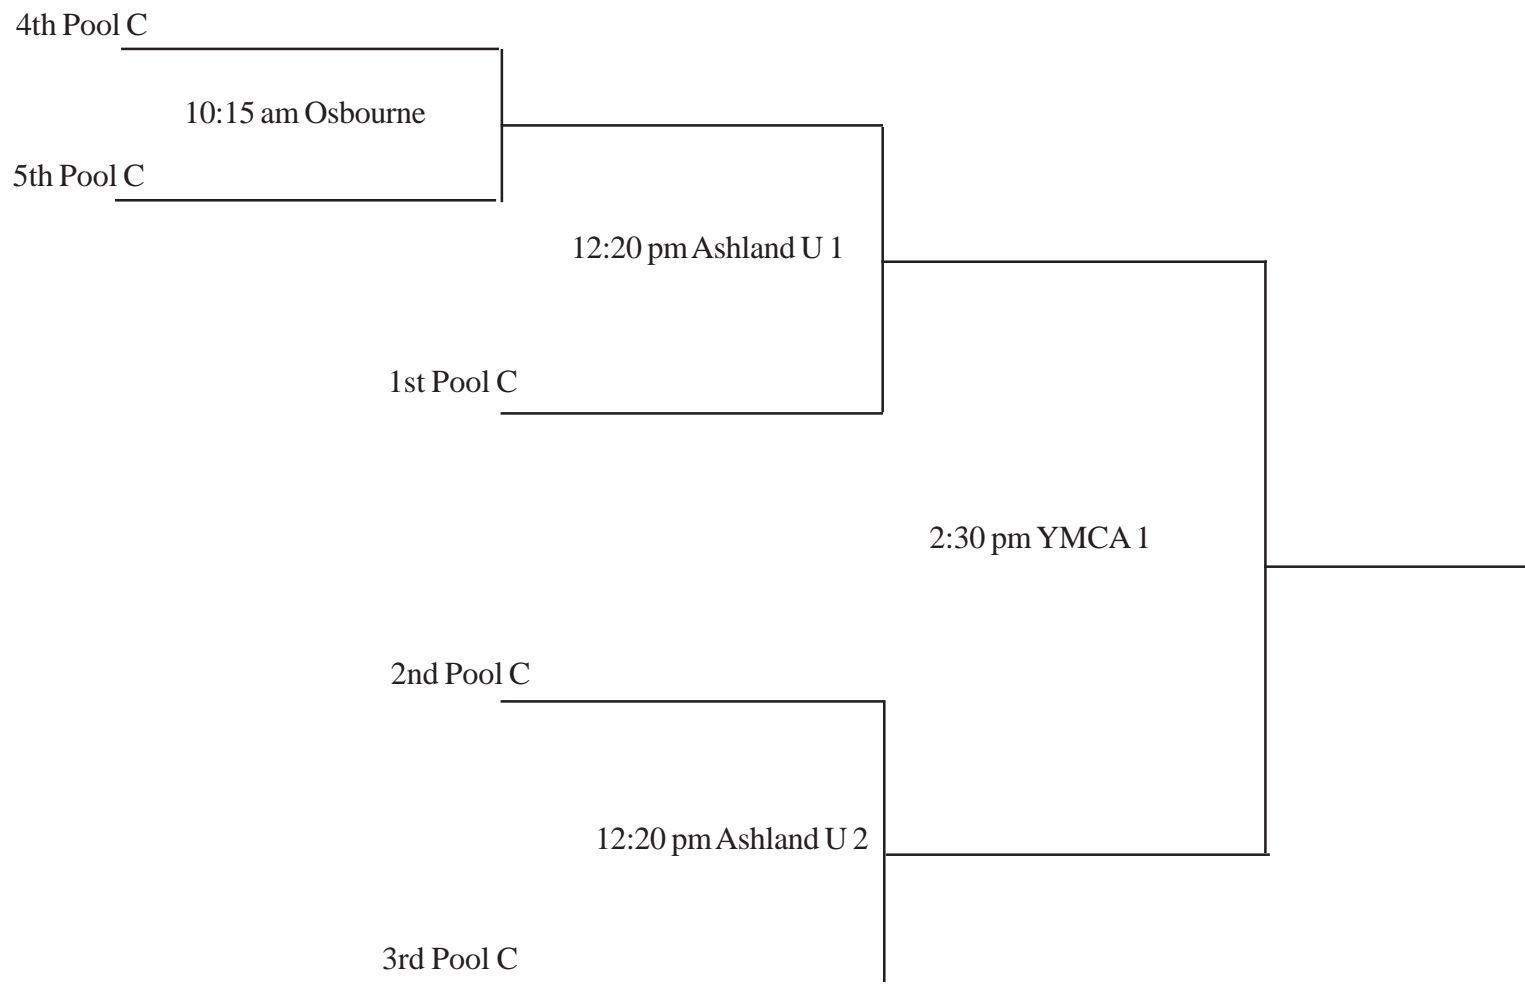 4th Pool C
10:15 am Osbourne
5th Pool C
12:20 pm Ashland U 1
1st Pool C
2:30 pm YMCA 1
2nd Pool C
12:20 pm Ashland U 2
3rd Pool C